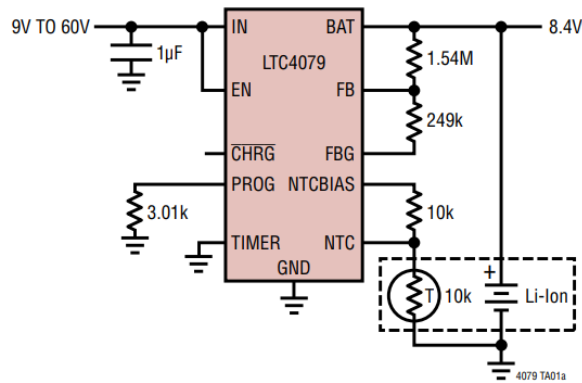 9V TO 60V
IN
BAT
8.4V
1µF
LTC4079
1.54M
EN
FB
249k
CHRG
FBG
PROG
NTCBIAS
3.01k
10k
TIMER
NTC
GND
T
10k
+
Li-Ion
4079 TA01a